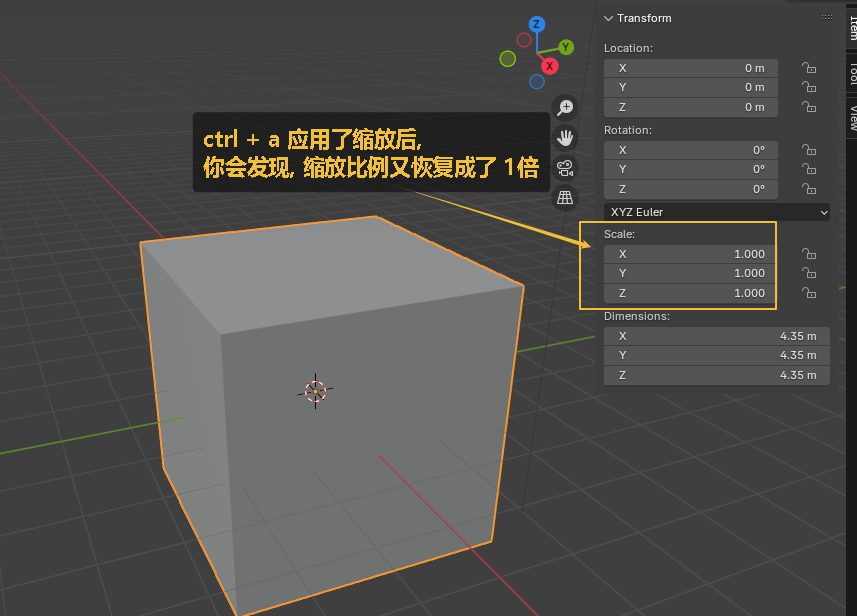 Transform
Location:
X 0 m
Y 0 m
Z 0 m
Rotation:
X 0°
Y 0°
Z 0°
XYZ Euler
Scale:
X 1.000
Y 1.000
Z 1.000
Dimensions:
X 4.35 m
Y 4.35 m
Z 4.35 m
Item
Tool
View
Z
Y
X
ctrl + a 应用了缩放后,
你会发现, 缩放比例又恢复成了 1倍